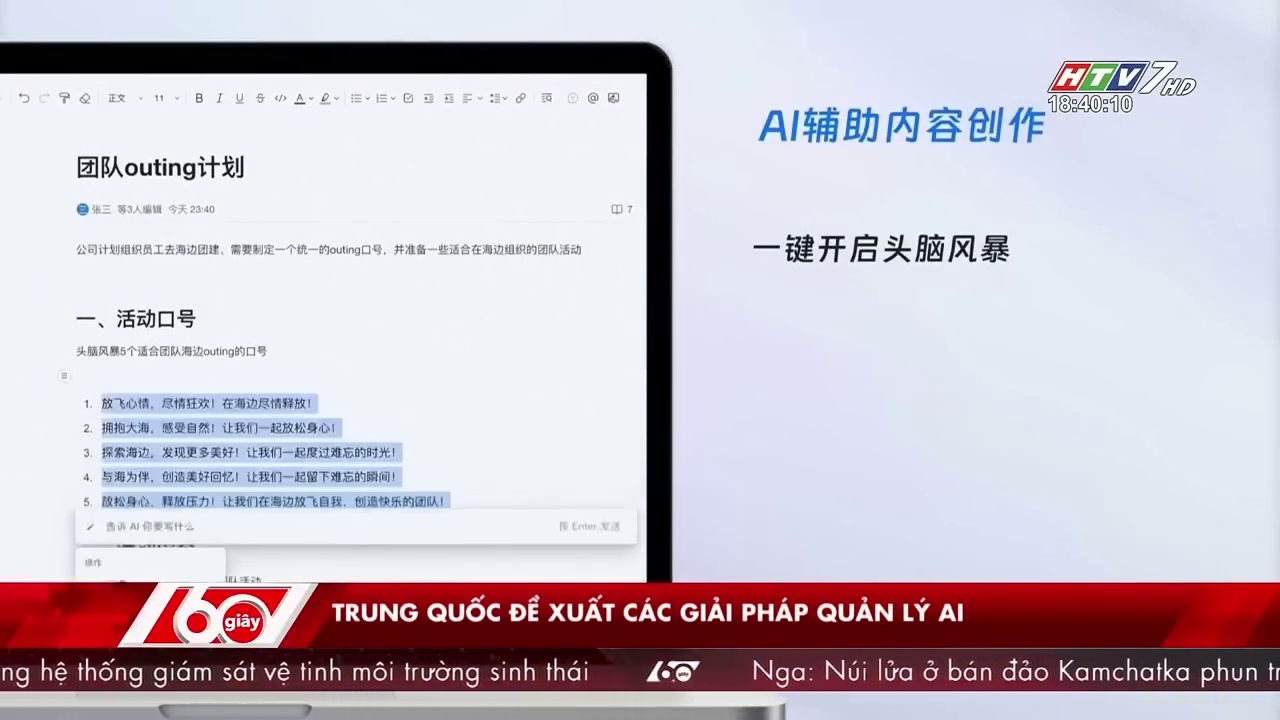 HTV7 HD
18:40:10
AI辅助内容创作
一键开启头脑风暴
正文 11 B I U S </> A @
团队outing计划
张三 等3人编辑 今天 23:40 7
公司计划组织员工去海边团建、需要制定一个统一的outing口号，并准备一些适合在海边组织的团队活动
一、活动口号
头脑风暴5个适合团队海边outing的口号
1. 放飞心情，尽情狂欢！在海边尽情释放！
2. 拥抱大海，感受自然！让我们一起放松身心！
3. 探索海边，发现更多美好！让我们一起度过难忘的时光！
4. 与海为伴，创造美好回忆！让我们一起留下难忘的瞬间！
5. 放松身心、释放压力！让我们在海边放飞自我，创造快乐的团队！
告诉 AI 你要写什么 按 Enter 发送
操作
队活动
60 giây TRUNG QUỐC ĐỀ XUẤT CÁC GIẢI PHÁP QUẢN LÝ AI
ng hệ thống giám sát vệ tinh môi trường sinh thái 60 giây Nga: Núi lửa ở bán đảo Kamchatka phun tr